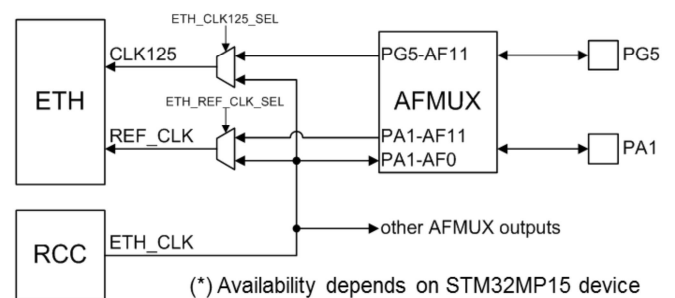 ETH_CLK125_SEL
CLK125
PG5-AF11
PG5
ETH
ETH_REF_CLK_SEL
AFMUX
REF_CLK
PA1-AF11
PA1
PA1-AF0
other AFMUX outputs
RCC
ETH_CLK
(*) Availability depends on STM32MP15 device